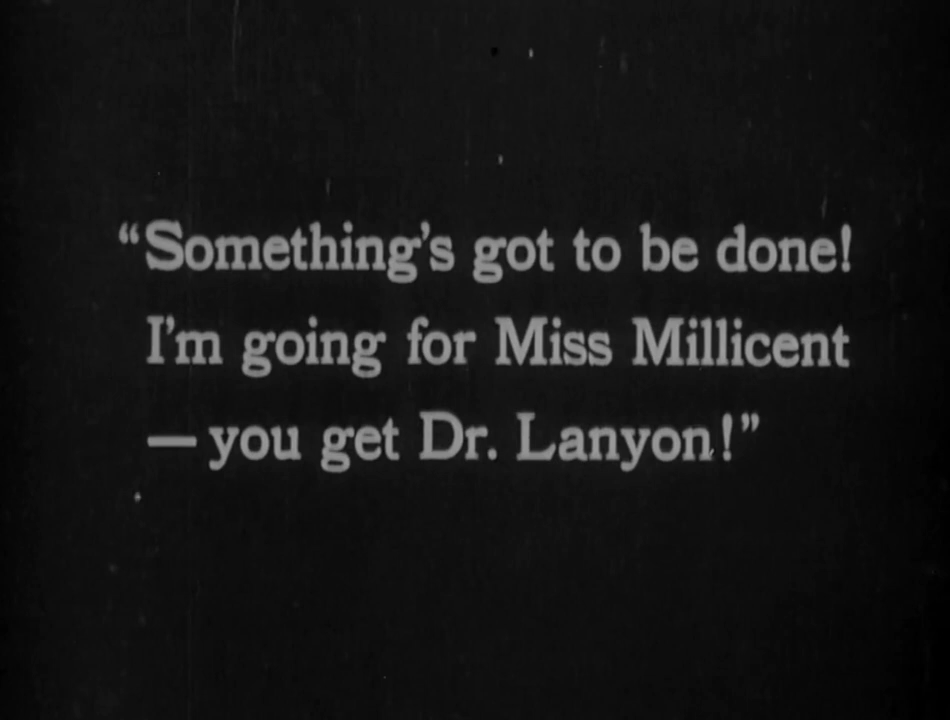 “Something’s got to be done!
I’m going for Miss Millicent
—you get Dr. Lanyon!”